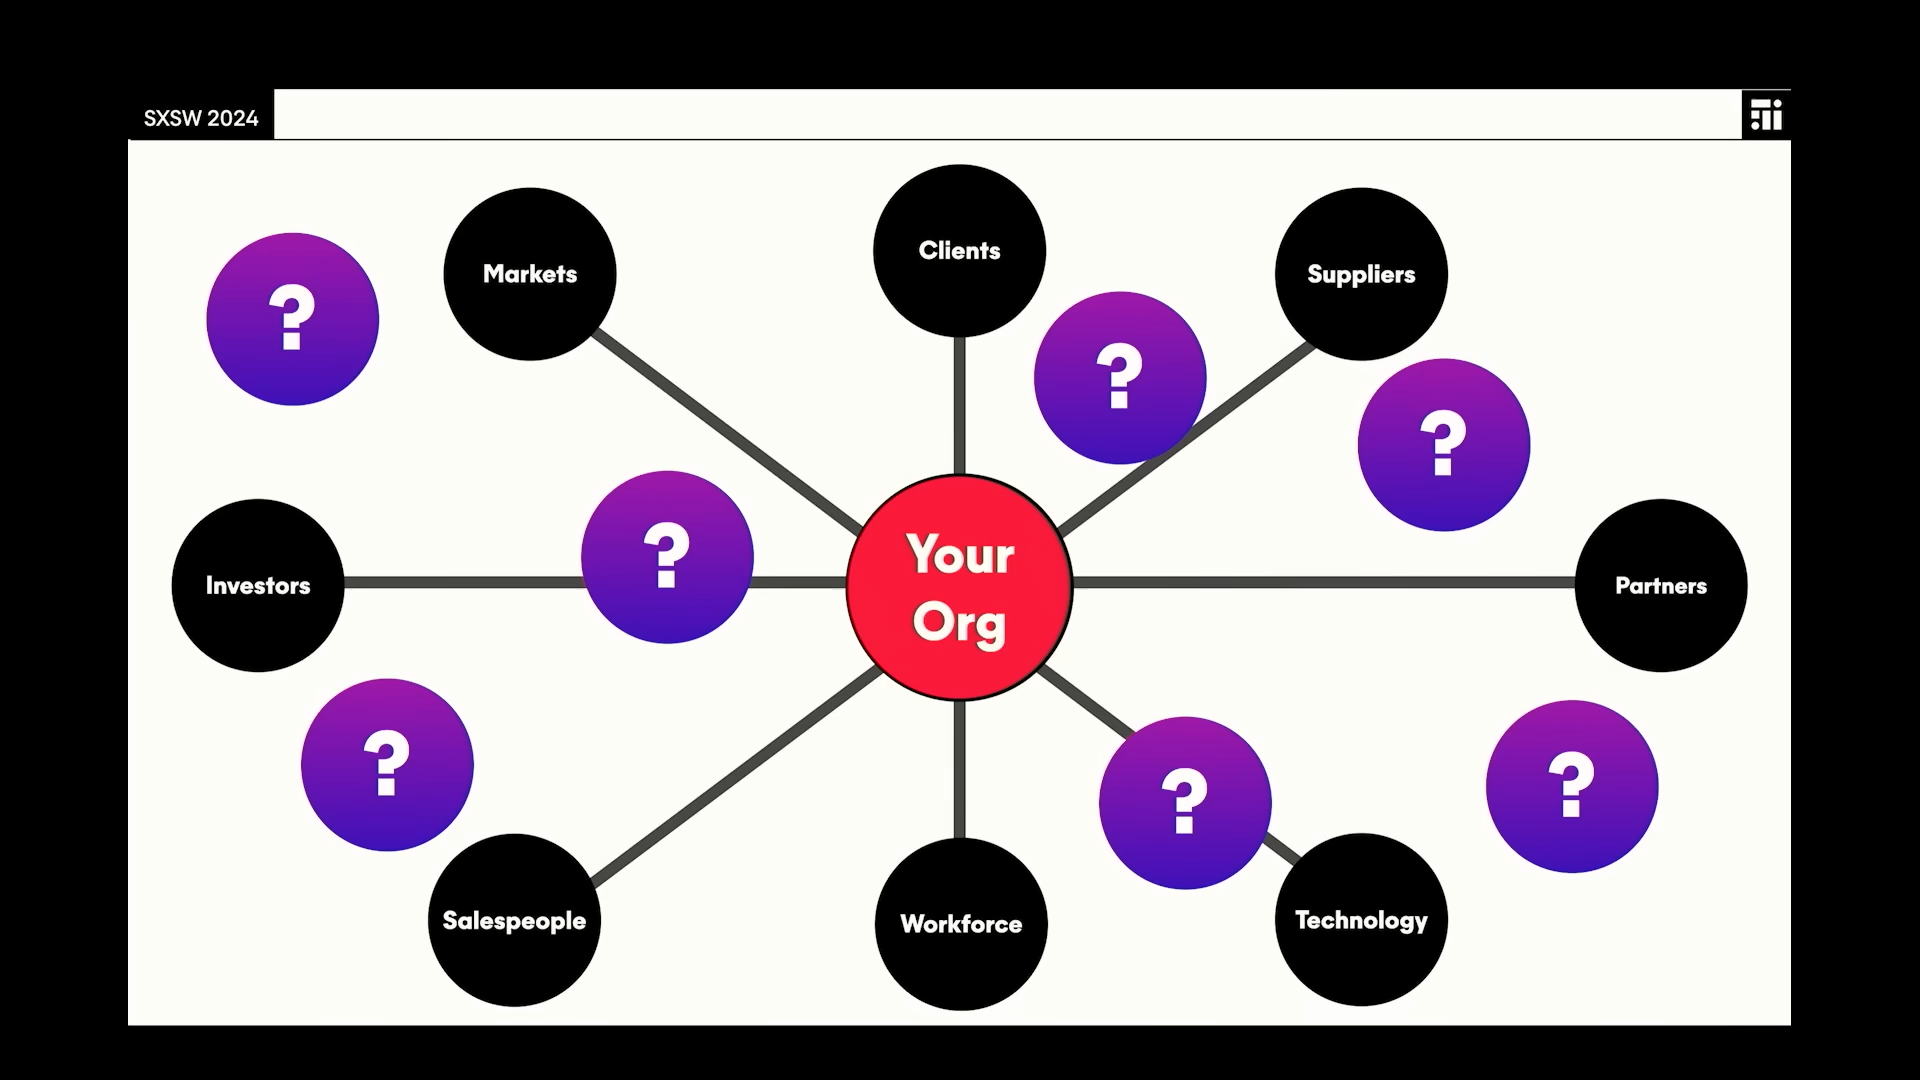 SXSW 2024
Clients
Markets
Suppliers
?
?
?
?
Your
Org
Investors
Partners
?
?
?
Salespeople
Workforce
Technology